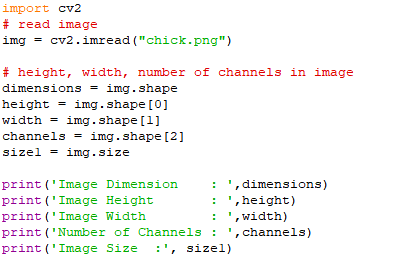 import cv2
# read image
img = cv2.imread("chick.png")
# height, width, number of channels in image
dimensions = img.shape
height = img.shape[0]
width = img.shape[1]
channels = img.shape[2]
size1 = img.size
print('Image Dimension    : ',dimensions)
print('Image Height       : ',height)
print('Image Width        : ',width)
print('Number of Channels : ',channels)
print('Image Size  :', size1)